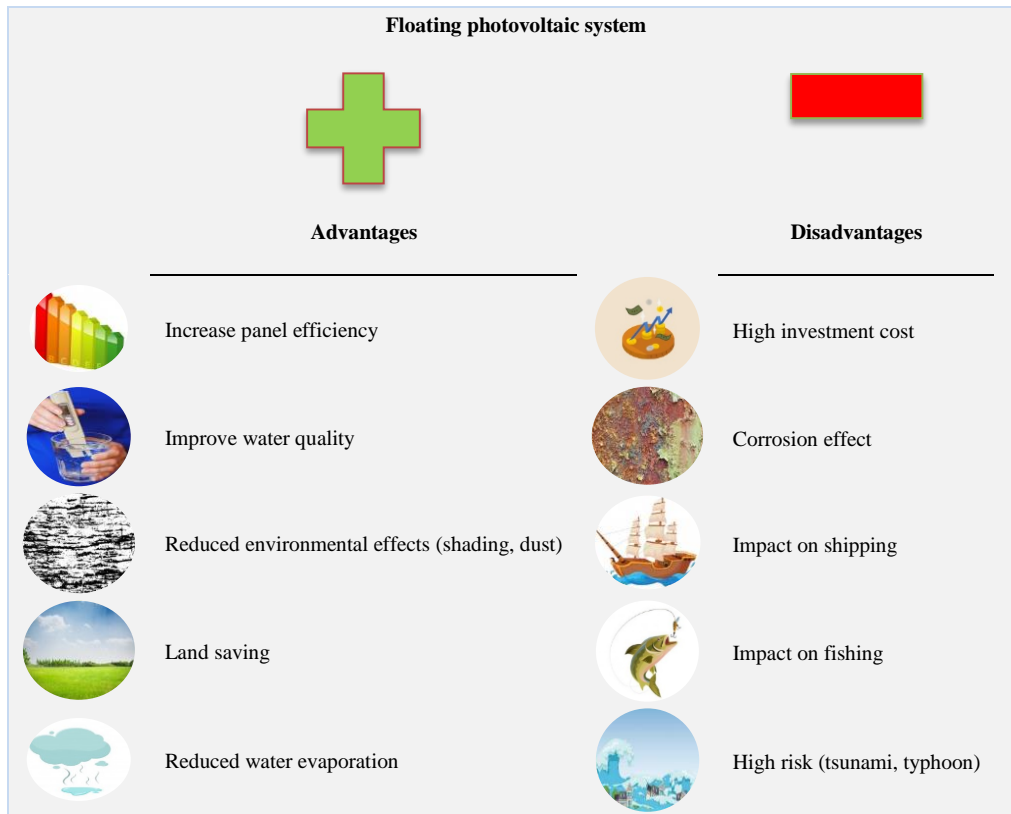 Floating photovoltaic system
Advantages
Disadvantages
Increase panel efficiency
High investment cost
Improve water quality
Corrosion effect
Reduced environmental effects (shading, dust)
Impact on shipping
Land saving
Impact on fishing
Reduced water evaporation
High risk (tsunami, typhoon)